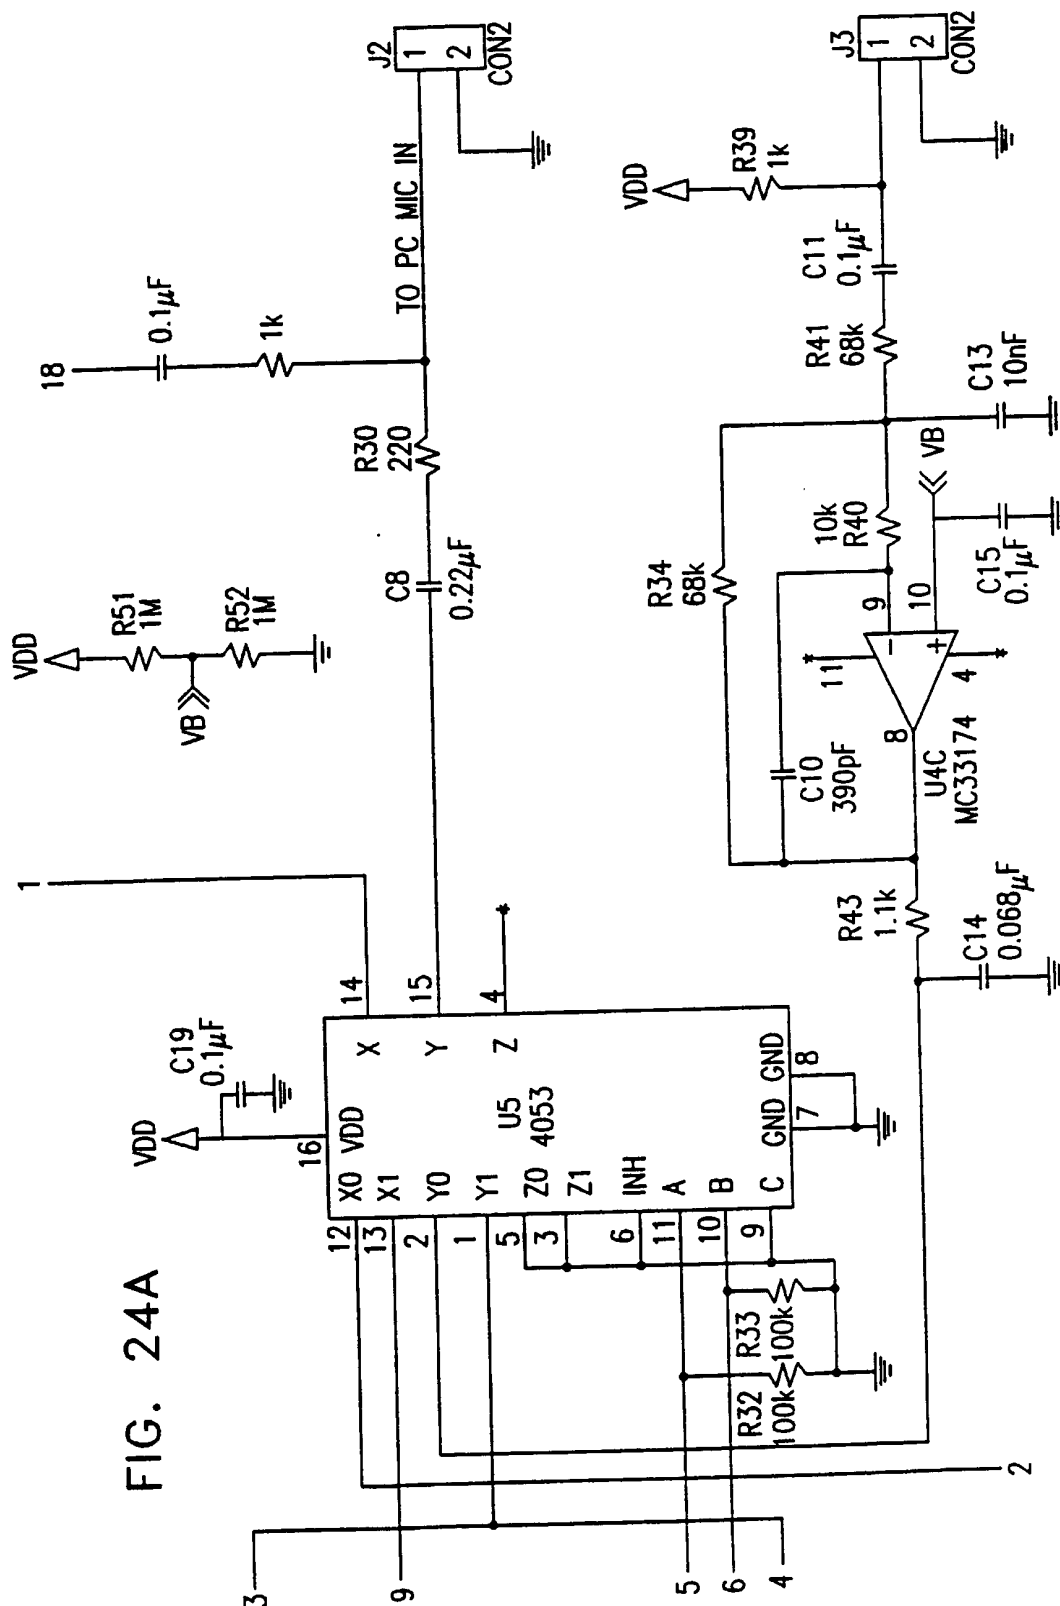 FIG. 24A
3
9
5
6
4
2
1
18
VDD
C19
0.1μF
16
VDD
U5
4053
12
X0
13
X1
2
Y0
1
Y1
5
Z0
3
Z1
6
INH
11
A
10
B
9
C
14
X
15
Y
4
Z
GND
7
GND
8
R32
100k
R33
100k
VDD
R51
1M
VB
R52
1M
C8
0.22μF
R30
220
0.1μF
1k
TO PC MIC IN
J2
1
2
CON2
R43
1.1k
C14
0.068μF
8
U4C
MC33174
11
4
9
10
−
+
C10
390pF
R34
68k
10k
R40
VB
C15
0.1μF
C13
10nF
R41
68k
C11
0.1μF
VDD
R39
1k
J3
1
2
CON2